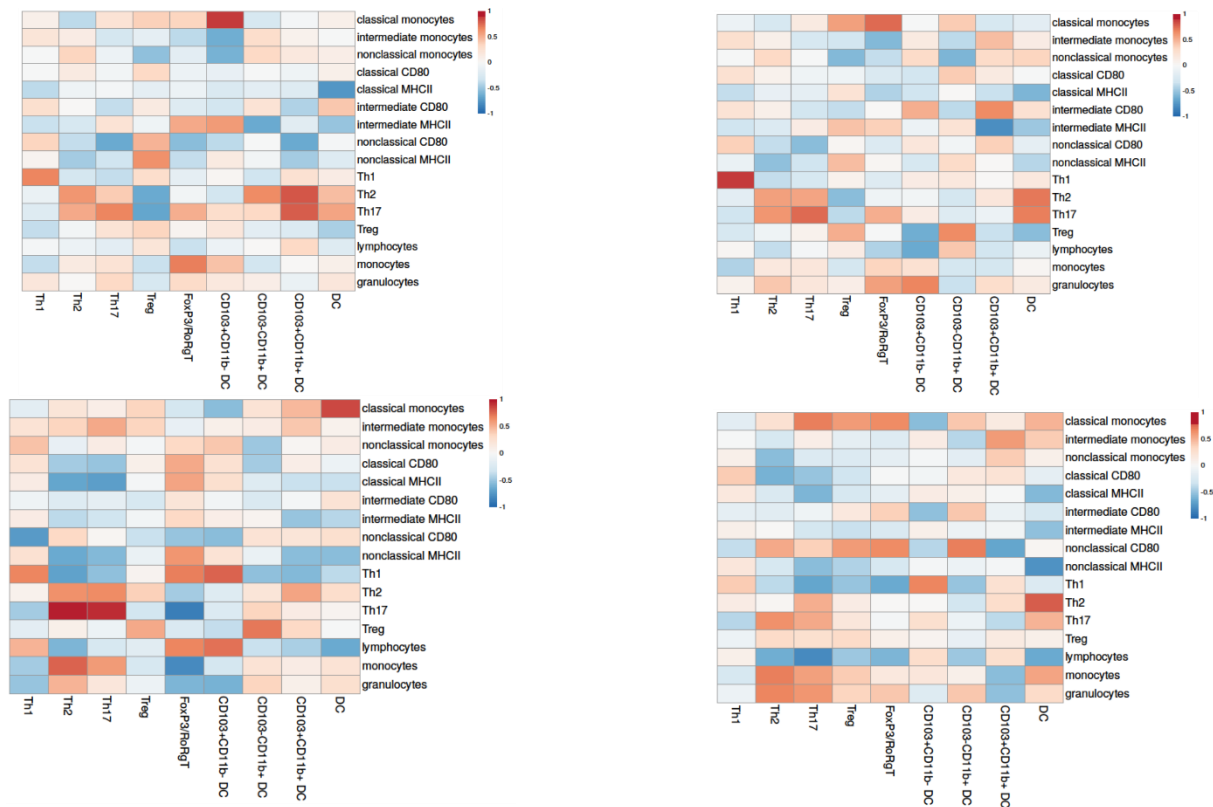 classical monocytes
intermediate monocytes
nonclassical monocytes
classical CD80
classical MHCII
intermediate CD80
intermediate MHCII
nonclassical CD80
nonclassical MHCII
Th1
Th2
Th17
Treg
lymphocytes
monocytes
granulocytes
1
0.5
0
-0.5
-1
Th1
Th2
Th17
Treg
FoxP3/RoRgT
CD103+CD11b- DC
CD103-CD11b+ DC
CD103+CD11b+ DC
DC
classical monocytes
intermediate monocytes
nonclassical monocytes
classical CD80
classical MHCII
intermediate CD80
intermediate MHCII
nonclassical CD80
nonclassical MHCII
Th1
Th2
Th17
Treg
lymphocytes
monocytes
granulocytes
1
0.5
0
-0.5
-1
Th1
Th2
Th17
Treg
FoxP3/RoRgT
CD103+CD11b- DC
CD103-CD11b+ DC
CD103+CD11b+ DC
DC
classical monocytes
intermediate monocytes
nonclassical monocytes
classical CD80
classical MHCII
intermediate CD80
intermediate MHCII
nonclassical CD80
nonclassical MHCII
Th1
Th2
Th17
Treg
lymphocytes
monocytes
granulocytes
1
0.5
0
-0.5
-1
Th1
Th2
Th17
Treg
FoxP3/RoRgT
CD103+CD11b- DC
CD103-CD11b+ DC
CD103+CD11b+ DC
DC
classical monocytes
intermediate monocytes
nonclassical monocytes
classical CD80
classical MHCII
intermediate CD80
intermediate MHCII
nonclassical CD80
nonclassical MHCII
Th1
Th2
Th17
Treg
lymphocytes
monocytes
granulocytes
1
0.5
0
-0.5
-1
Th1
Th2
Th17
Treg
FoxP3/RoRgT
CD103+CD11b- DC
CD103-CD11b+ DC
CD103+CD11b+ DC
DC